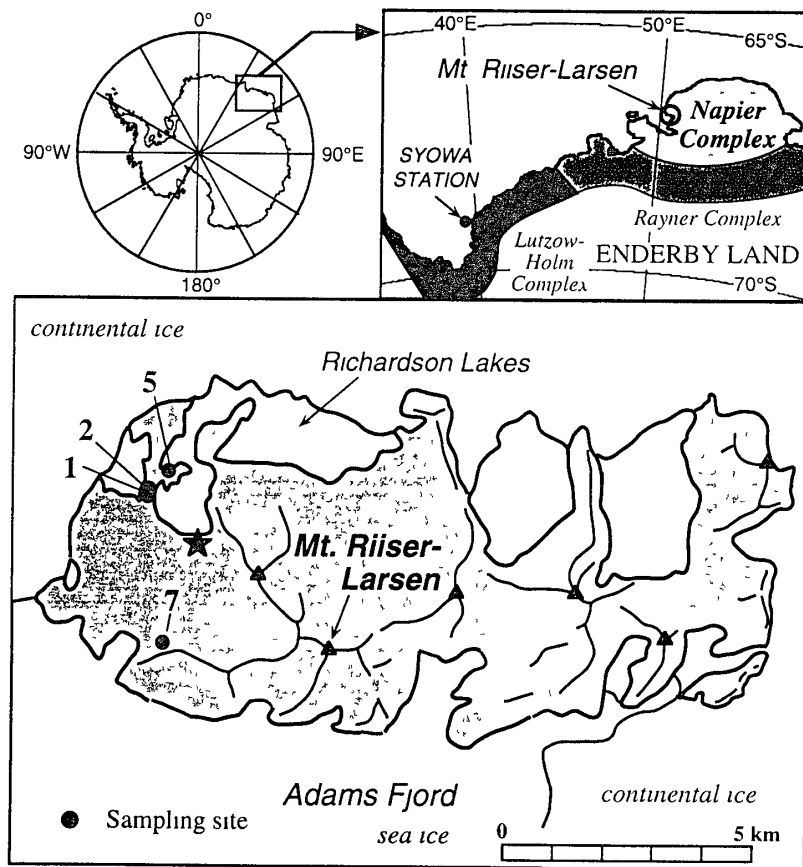 0°
90°W
90°E
180°
40°E
50°E
65°S
Mt Riiser-Larsen
Napier
Complex
SYOWA
STATION
Rayner Complex
Lutzow-
Holm
Complex
ENDERBY LAND
70°S
continental ice
Richardson Lakes
5
2
1
Mt. Riiser-
Larsen
7
Adams Fjord
continental ice
Sampling site
sea ice
0
5 km